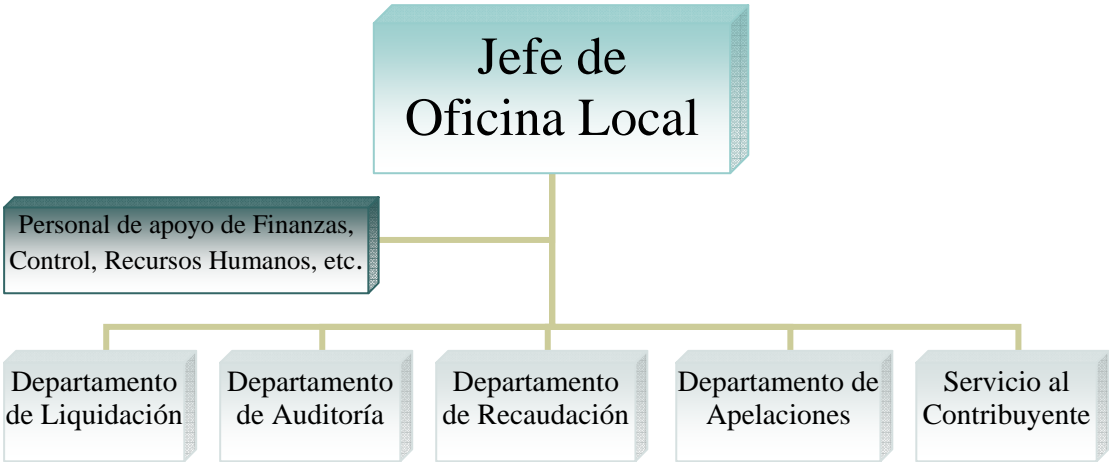 Jefe de
Oficina Local
Personal de apoyo de Finanzas,
Control, Recursos Humanos, etc.
Departamento
de Liquidación
Departamento
de Auditoría
Departamento
de Recaudación
Departamento de
Apelaciones
Servicio al
Contribuyente